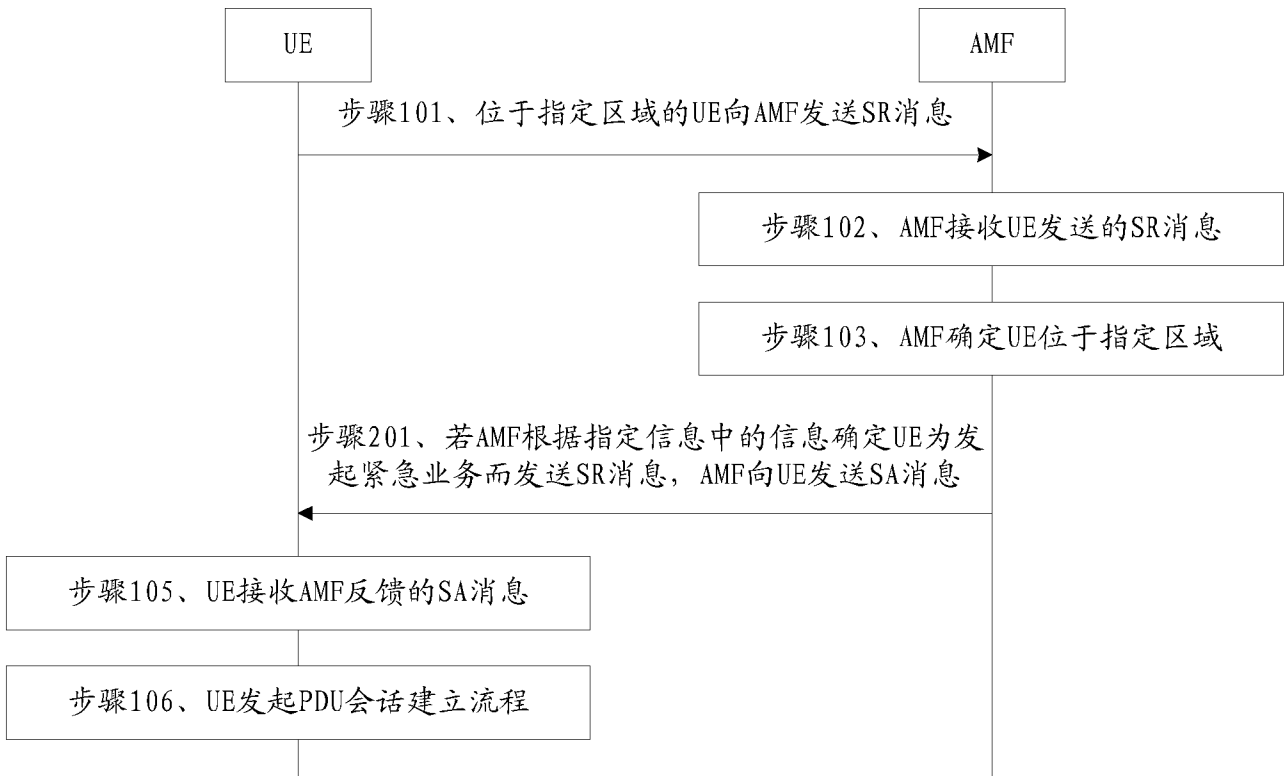 UE
AMF
步骤101、位于指定区域的UE向AMF发送SR消息
步骤102、AMF接收UE发送的SR消息
步骤103、AMF确定UE位于指定区域
步骤201、若AMF根据指定信息中的信息确定UE为发
起紧急业务而发送SR消息，AMF向UE发送SA消息
步骤105、UE接收AMF反馈的SA消息
步骤106、UE发起PDU会话建立流程